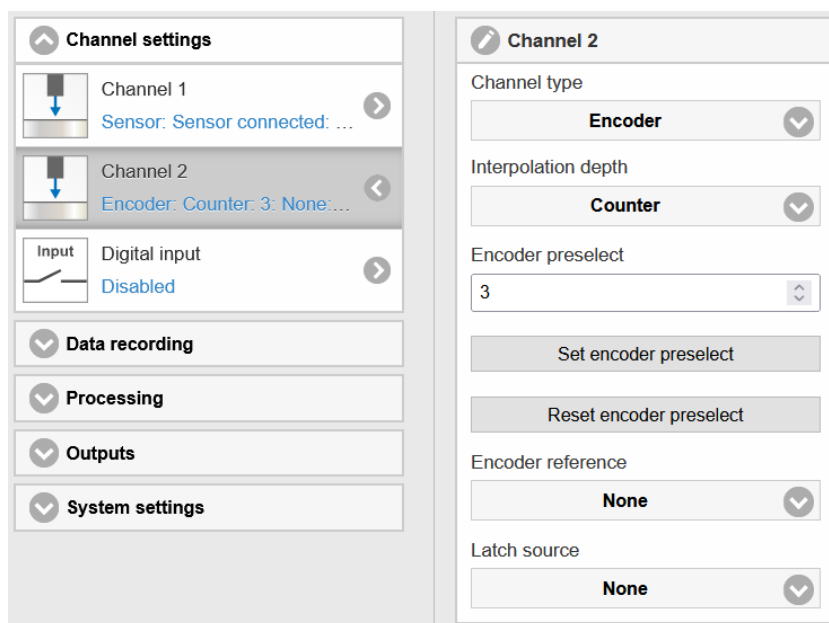 Channel settings
Channel 1
Sensor: Sensor connected: ...
Channel 2
Encoder: Counter: 3: None:...
Input
Digital input
Disabled
Data recording
Processing
Outputs
System settings
Channel 2
Channel type
Encoder
Interpolation depth
Counter
Encoder preselect
3
Set encoder preselect
Reset encoder preselect
Encoder reference
None
Latch source
None